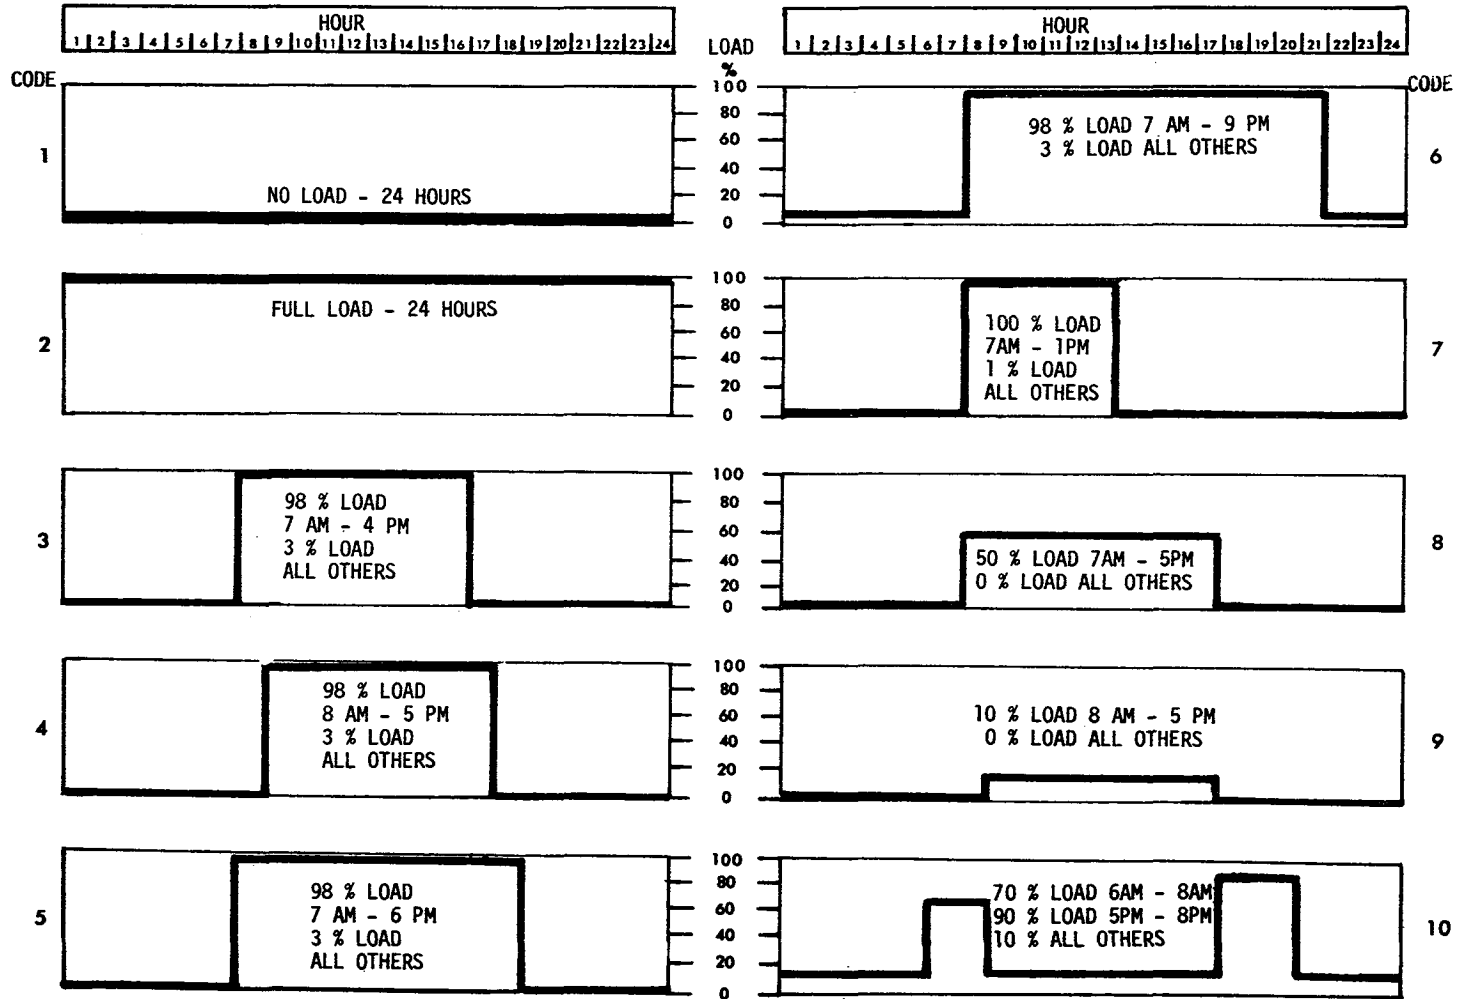 HOUR
1 2 3 4 5 6 7 8 9 10 11 12 13 14 15 16 17 18 19 20 21 22 23 24
CODE
1
NO LOAD - 24 HOURS
2
FULL LOAD - 24 HOURS
3
98 % LOAD
7 AM - 4 PM
3 % LOAD
ALL OTHERS
4
98 % LOAD
8 AM - 5 PM
3 % LOAD
ALL OTHERS
5
98 % LOAD
7 AM - 6 PM
3 % LOAD
ALL OTHERS
LOAD
%
100
80
60
40
20
0
100
80
60
40
20
0
100
80
60
40
20
0
100
80
60
40
20
0
100
80
60
40
20
0
HOUR
1 2 3 4 5 6 7 8 9 10 11 12 13 14 15 16 17 18 19 20 21 22 23 24
CODE
98 % LOAD 7 AM - 9 PM
3 % LOAD ALL OTHERS
6
100 % LOAD
7AM - 1PM
1 % LOAD
ALL OTHERS
7
50 % LOAD 7AM - 5PM
0 % LOAD ALL OTHERS
8
10 % LOAD 8 AM - 5 PM
0 % LOAD ALL OTHERS
9
70 % LOAD 6AM - 8AM
90 % LOAD 5PM - 8PM
10 % ALL OTHERS
10